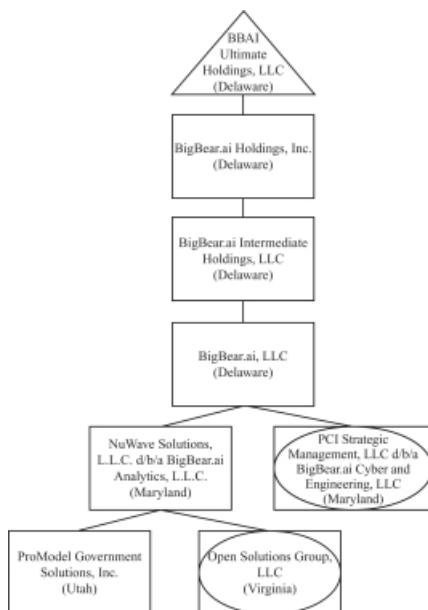 BBAI
Ultimate
Holdings, LLC
(Delaware)
BigBear.ai Holdings, Inc.
(Delaware)
BigBear.ai Intermediate
Holdings, LLC
(Delaware)
BigBear.ai, LLC
(Delaware)
NuWave Solutions,
L.L.C. d/b/a BigBear.ai
Analytics, L.L.C.
(Maryland)
PCI Strategic
Management, LLC d/b/a
BigBear.ai Cyber and
Engineering, LLC
(Maryland)
ProModel Government
Solutions, Inc.
(Utah)
Open Solutions Group,
LLC
(Virginia)